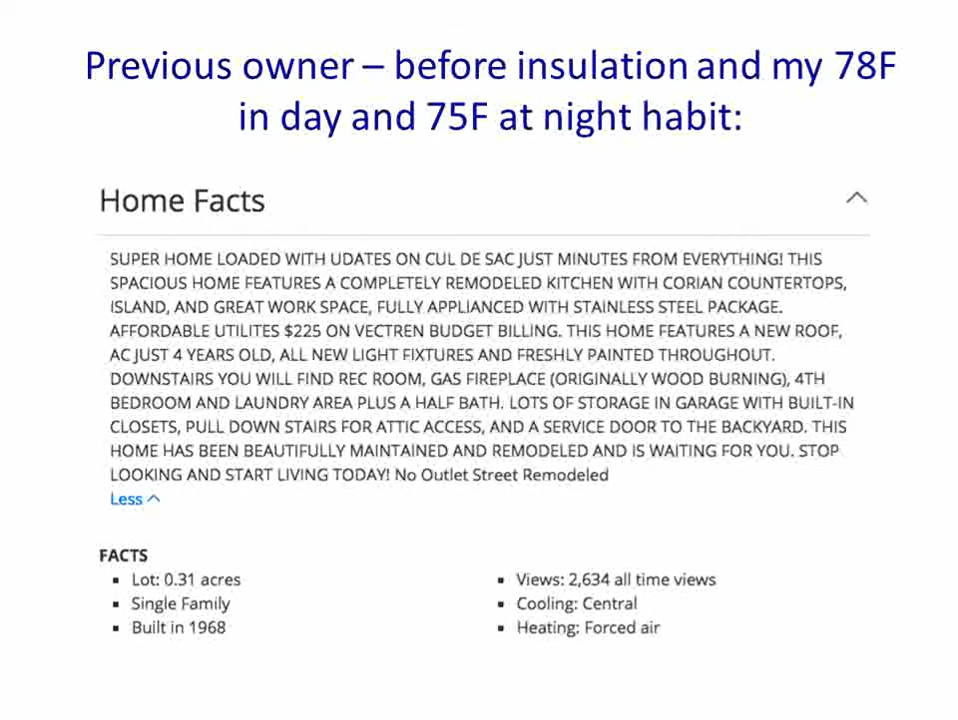 Previous owner – before insulation and my 78F
in day and 75F at night habit:
Home Facts
SUPER HOME LOADED WITH UDATES ON CUL DE SAC JUST MINUTES FROM EVERYTHING! THIS
SPACIOUS HOME FEATURES A COMPLETELY REMODELED KITCHEN WITH CORIAN COUNTERTOPS,
ISLAND, AND GREAT WORK SPACE, FULLY APPLIANCED WITH STAINLESS STEEL PACKAGE.
AFFORDABLE UTILITES $225 ON VECTREN BUDGET BILLING. THIS HOME FEATURES A NEW ROOF,
AC JUST 4 YEARS OLD, ALL NEW LIGHT FIXTURES AND FRESHLY PAINTED THROUGHOUT.
DOWNSTAIRS YOU WILL FIND REC ROOM, GAS FIREPLACE (ORIGINALLY WOOD BURNING), 4TH
BEDROOM AND LAUNDRY AREA PLUS A HALF BATH. LOTS OF STORAGE IN GARAGE WITH BUILT-IN
CLOSETS, PULL DOWN STAIRS FOR ATTIC ACCESS, AND A SERVICE DOOR TO THE BACKYARD. THIS
HOME HAS BEEN BEAUTIFULLY MAINTAINED AND REMODELED AND IS WAITING FOR YOU. STOP
LOOKING AND START LIVING TODAY! No Outlet Street Remodeled
Less
FACTS
▪ Lot: 0.31 acres
▪ Single Family
▪ Built in 1968
▪ Views: 2,634 all time views
▪ Cooling: Central
▪ Heating: Forced air